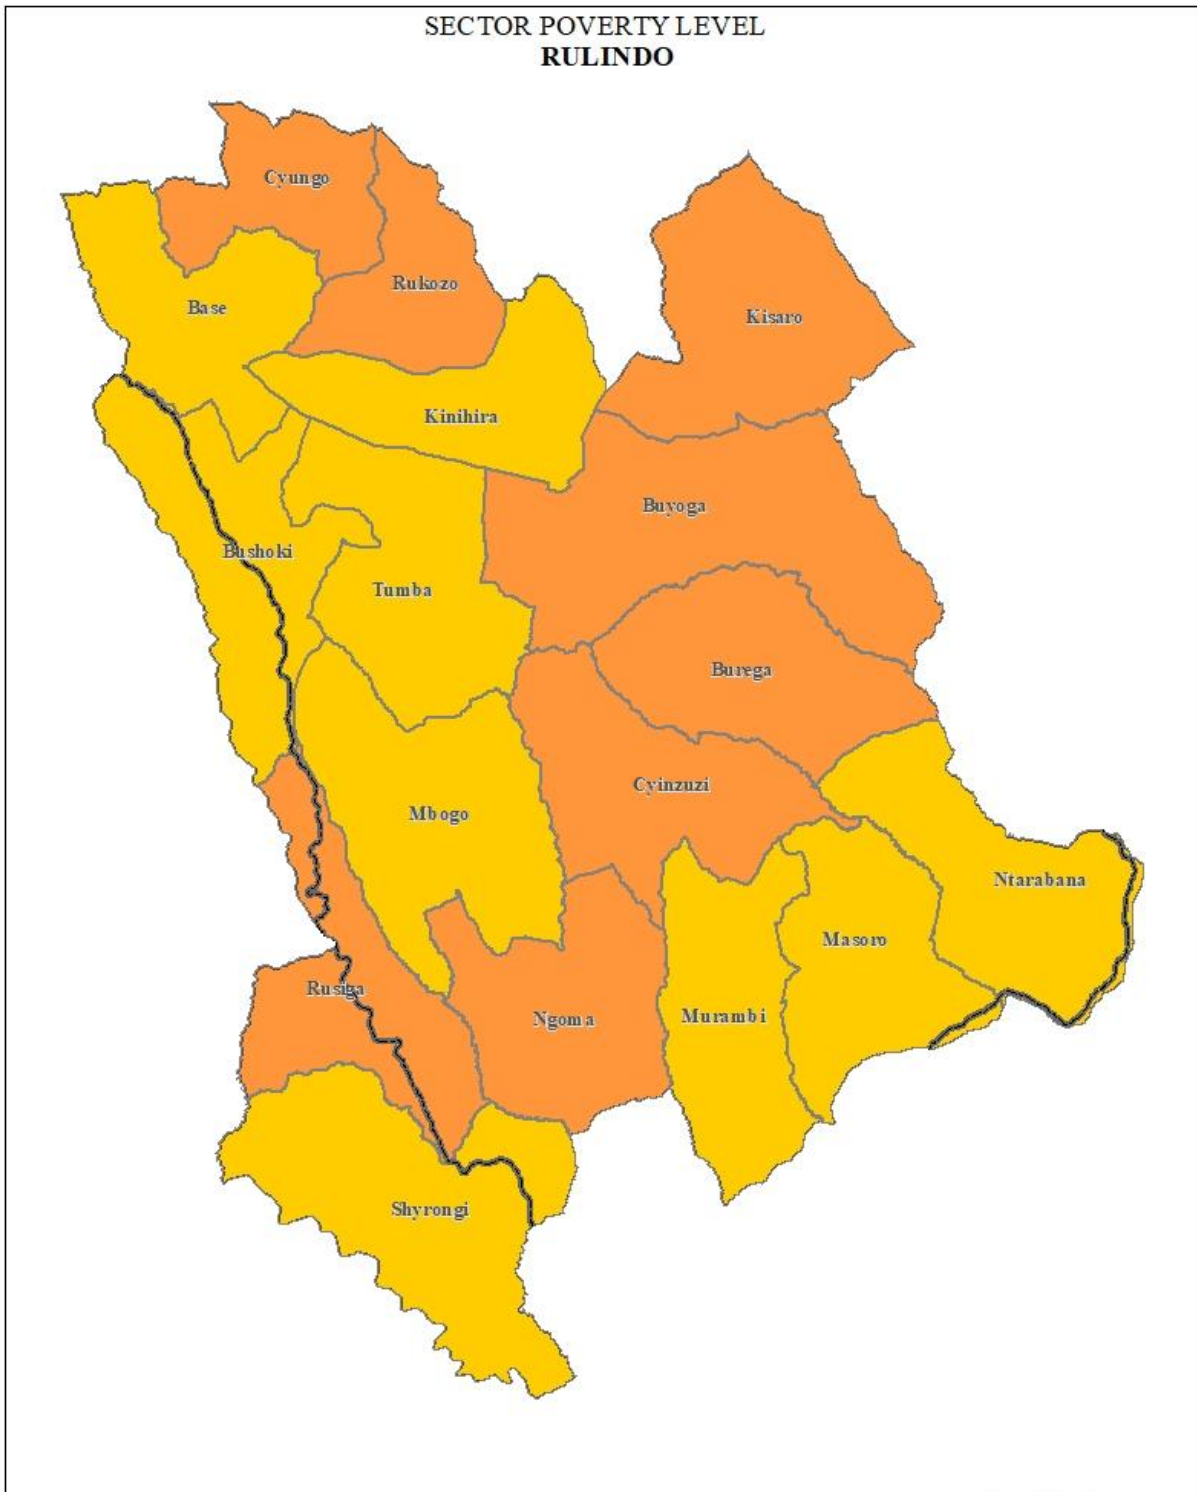 SECTOR POVERTY LEVEL
RULINDO
Cyungo
Rukozo
Base
Kisaro
Kinihira
Buyoga
Bushoki
Tumba
Burega
Cyinzuzi
Mbogo
Ntarabana
Masoro
Rusiga
Ngoma
Murambi
Shyrongi